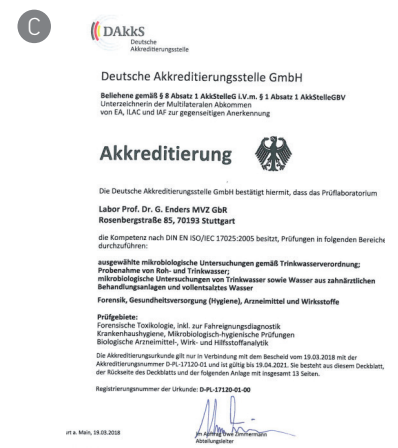 C
DAkkS
Deutsche
Akkreditierungsstelle
Deutsche Akkreditierungsstelle GmbH
Beliehene gemäß § 8 Absatz 1 AkkStelleG i.V.m. § 1 Absatz 1 AkkStelleGBV
Unterzeichnerin der Multilateralen Abkommen
von EA, ILAC und IAF zur gegenseitigen Anerkennung
Akkreditierung
Die Deutsche Akkreditierungsstelle GmbH bestätigt hiermit, dass das Prüflaboratorium
Labor Prof. Dr. G. Enders MVZ GbR
Rosenbergstraße 85, 70193 Stuttgart
die Kompetenz nach DIN EN ISO/IEC 17025:2005 besitzt, Prüfungen in folgenden Bereiche
durchzuführen:
ausgewählte mikrobiologische Untersuchungen gemäß Trinkwasserverordnung;
Probenahme von Roh- und Trinkwasser;
mikrobiologische Untersuchungen von Trinkwasser sowie Wasser aus zahnärztlichen
Behandlungsanlagen und vollentsalztes Wasser
Forensik, Gesundheitsversorgung (Hygiene), Arzneimittel und Wirkstoffe
Prüfgebiete:
Forensische Toxikologie, inkl. zur Fahreignungsdiagnostik
Krankenhaushygiene, Mikrobiologisch-hygienische Prüfungen
Biologische Arzneimittel-, Wirk- und Hilfsstoffanalytik
Die Akkreditierungsurkunde gilt nur in Verbindung mit dem Bescheid vom 19.03.2018 mit der
Akkreditierungsnummer D-PL-17120-01 und ist gültig bis 19.04.2021. Sie besteht aus diesem Deckblatt,
der Rückseite des Deckblatts und der folgenden Anlage mit insgesamt 13 Seiten.
Registrierungsnummer der Urkunde: D-PL-17120-01-00
rt a. Main, 19.03.2018
Im Auftrag Uwe Zimmermann
Abteilungsleiter